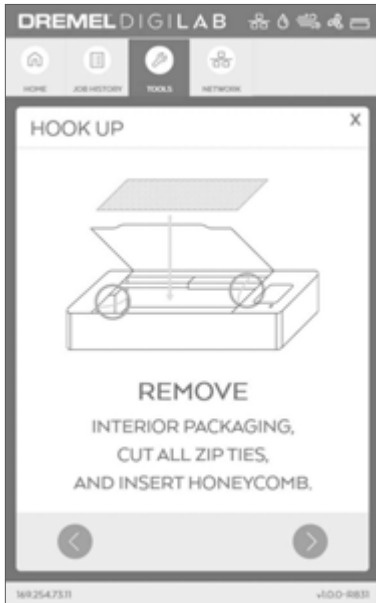 DREMEL DIGILAB
HOME
JOB HISTORY
TOOLS
NETWORK
HOOK UP
X
REMOVE
INTERIOR PACKAGING,
CUT ALL ZIP TIES,
AND INSERT HONEYCOMB.
169.254.73.11
v1.0.0-RB31